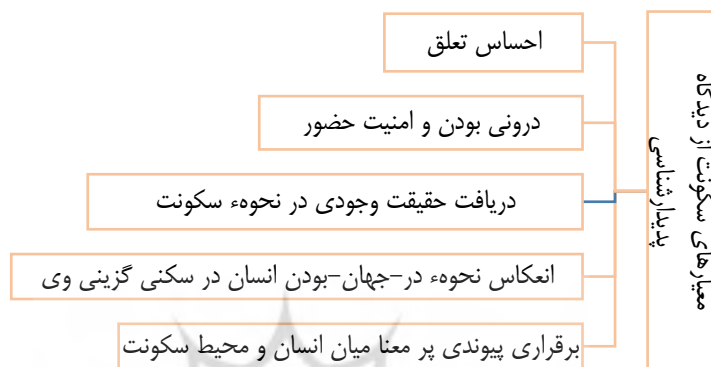 معیارهای سکونت از دیدگاه
پدیدارشناسی
احساس تعلق
درونی بودن و امنیت حضور
دریافت حقیقت وجودی در نحوهء سکونت
انعکاس نحوهء در-جهان-بودن انسان در سکنی گزینی وی
برقراری پیوندی پر معنا میان انسان و محیط سکونت